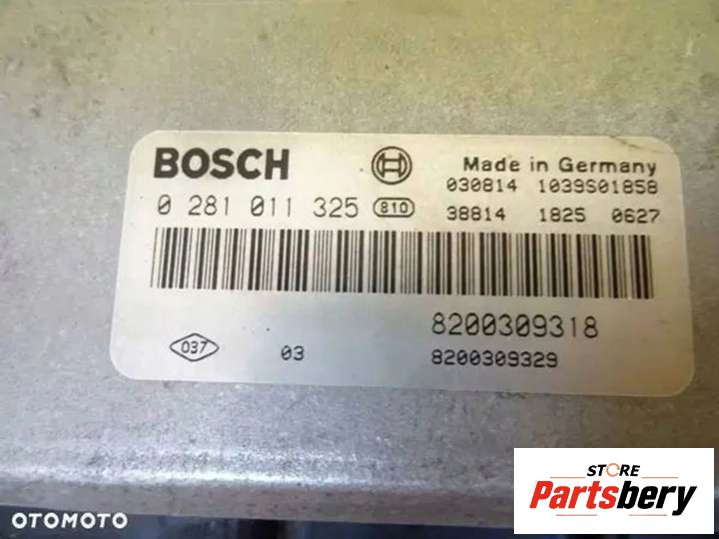 BOSCH
Made in Germany
030814 1039S01858
0 281 011 325 810
38814 1825 0627
8200309318
037 03
8200309329
STORE
Partsbery
OTOMOTO